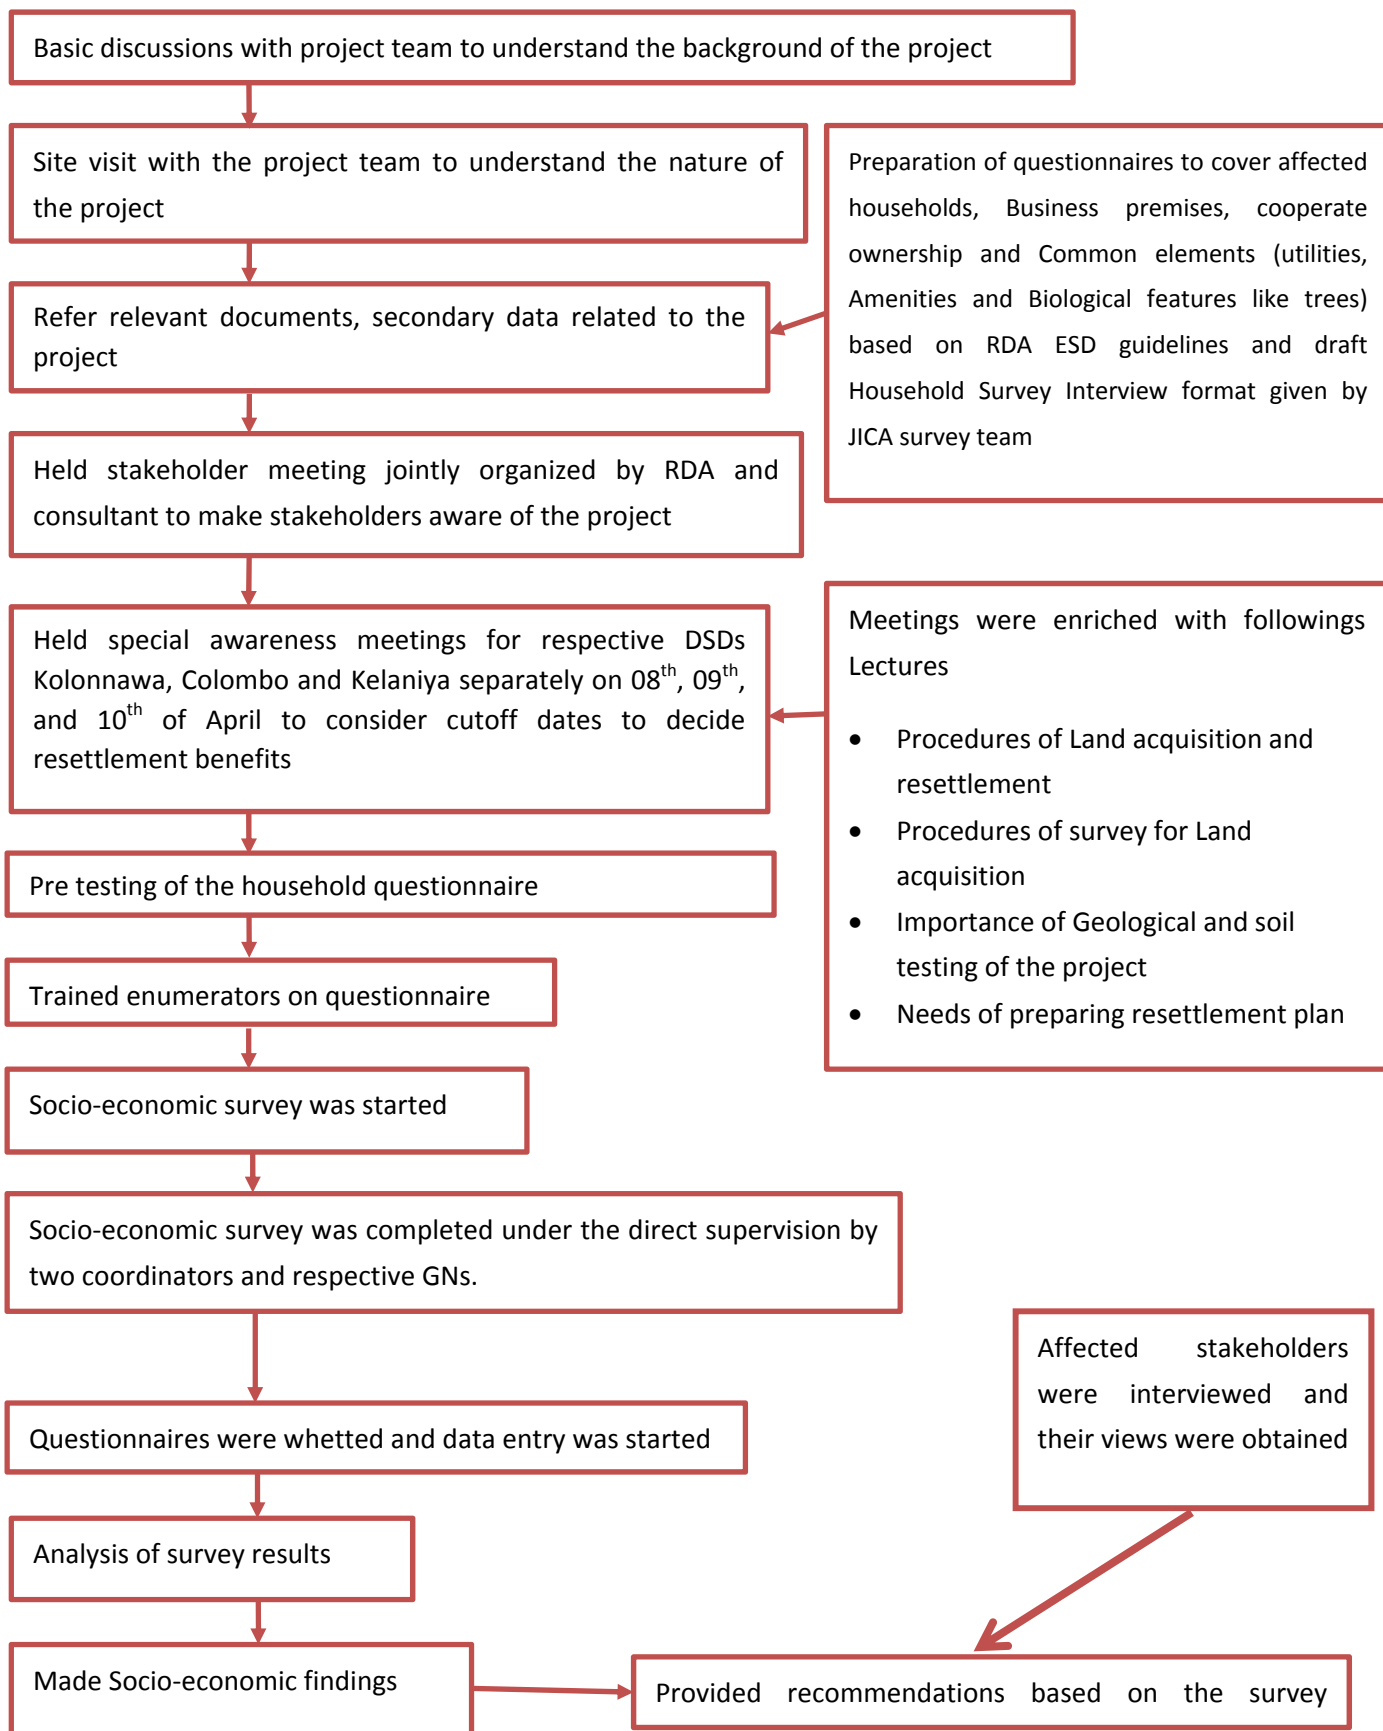 Basic discussions with project team to understand the background of the project
Site visit with the project team to understand the nature of
the project
Preparation of questionnaires to cover affected
households, Business premises, cooperate
ownership and Common elements (utilities,
Amenities and Biological features like trees)
based on RDA ESD guidelines and draft
Household Survey Interview format given by
JICA survey team
Refer relevant documents, secondary data related to the
project
Held stakeholder meeting jointly organized by RDA and
consultant to make stakeholders aware of the project
Held special awareness meetings for respective DSDs
Kolonnawa, Colombo and Kelaniya separately on 08th, 09th,
and 10th of April to consider cutoff dates to decide
resettlement benefits
Meetings were enriched with followings
Lectures
• Procedures of Land acquisition and
resettlement
• Procedures of survey for Land
acquisition
• Importance of Geological and soil
testing of the project
• Needs of preparing resettlement plan
Pre testing of the household questionnaire
Trained enumerators on questionnaire
Socio-economic survey was started
Socio-economic survey was completed under the direct supervision by
two coordinators and respective GNs.
Questionnaires were whetted and data entry was started
Affected stakeholders
were interviewed and
their views were obtained
Analysis of survey results
Made Socio-economic findings
Provided recommendations based on the survey